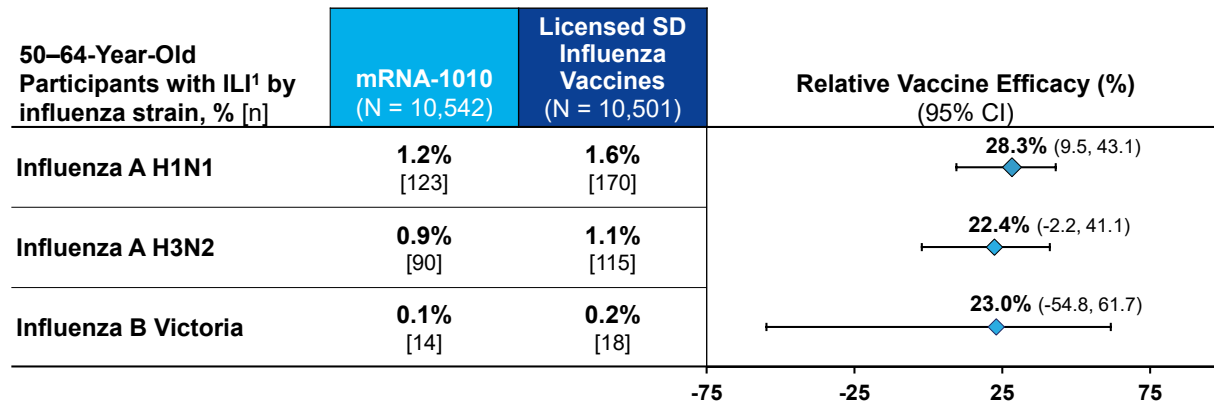 50–64-Year-Old
Participants with ILI¹ by
influenza strain, % [n]
mRNA-1010
(N = 10,542)
Licensed SD
Influenza
Vaccines
(N = 10,501)
Relative Vaccine Efficacy (%)
(95% CI)
Influenza A H1N1
1.2%
[123]
1.6%
[170]
28.3% (9.5, 43.1)
Influenza A H3N2
0.9%
[90]
1.1%
[115]
22.4% (-2.2, 41.1)
Influenza B Victoria
0.1%
[14]
0.2%
[18]
23.0% (-54.8, 61.7)
-75 -25 25 75